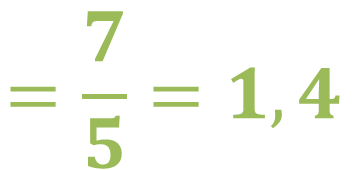 = 7/5 = 1,4